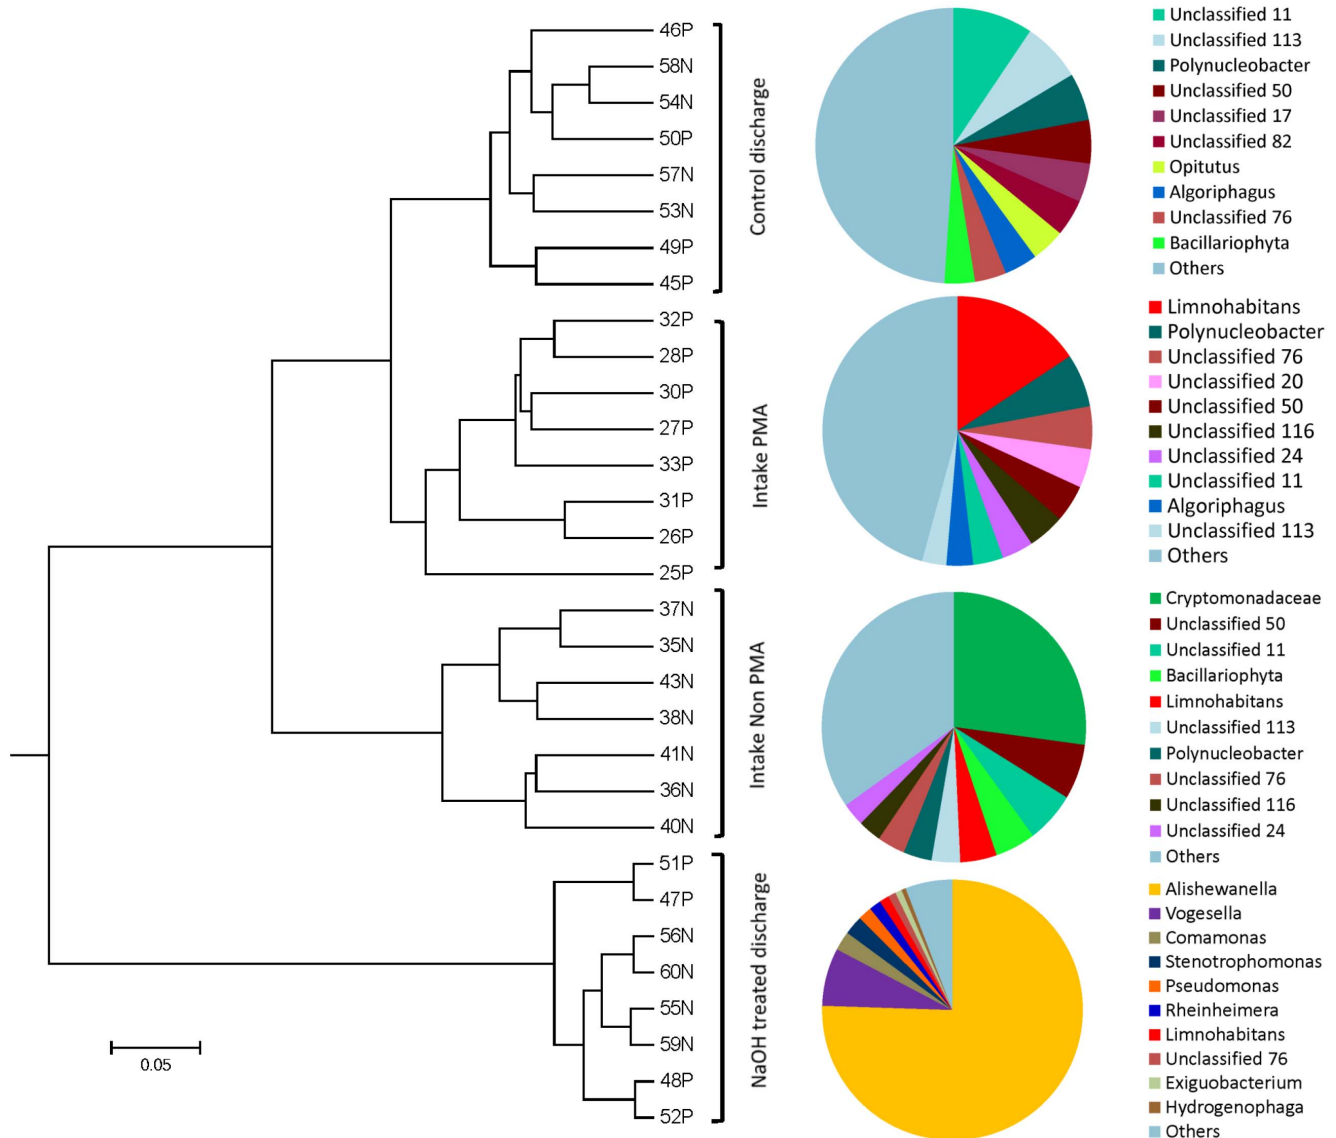 46P
58N
54N
50P
57N
53N
49P
45P
32P
28P
30P
27P
33P
31P
26P
25P
37N
35N
43N
38N
41N
36N
40N
51P
47P
56N
60N
55N
59N
48P
52P
0.05
Control discharge
Intake PMA
Intake Non PMA
NaOH treated discharge
Unclassified 11
Unclassified 113
Polynucleobacter
Unclassified 50
Unclassified 17
Unclassified 82
Opitutus
Algoriphagus
Unclassified 76
Bacillariophyta
Others
Limnohabitans
Polynucleobacter
Unclassified 76
Unclassified 20
Unclassified 50
Unclassified 116
Unclassified 24
Unclassified 11
Algoriphagus
Unclassified 113
Others
Cryptomonadaceae
Unclassified 50
Unclassified 11
Bacillariophyta
Limnohabitans
Unclassified 113
Polynucleobacter
Unclassified 76
Unclassified 116
Unclassified 24
Others
Alishewanella
Vogesella
Comamonas
Stenotrophomonas
Pseudomonas
Rheinheimera
Limnohabitans
Unclassified 76
Exiguobacterium
Hydrogenophaga
Others